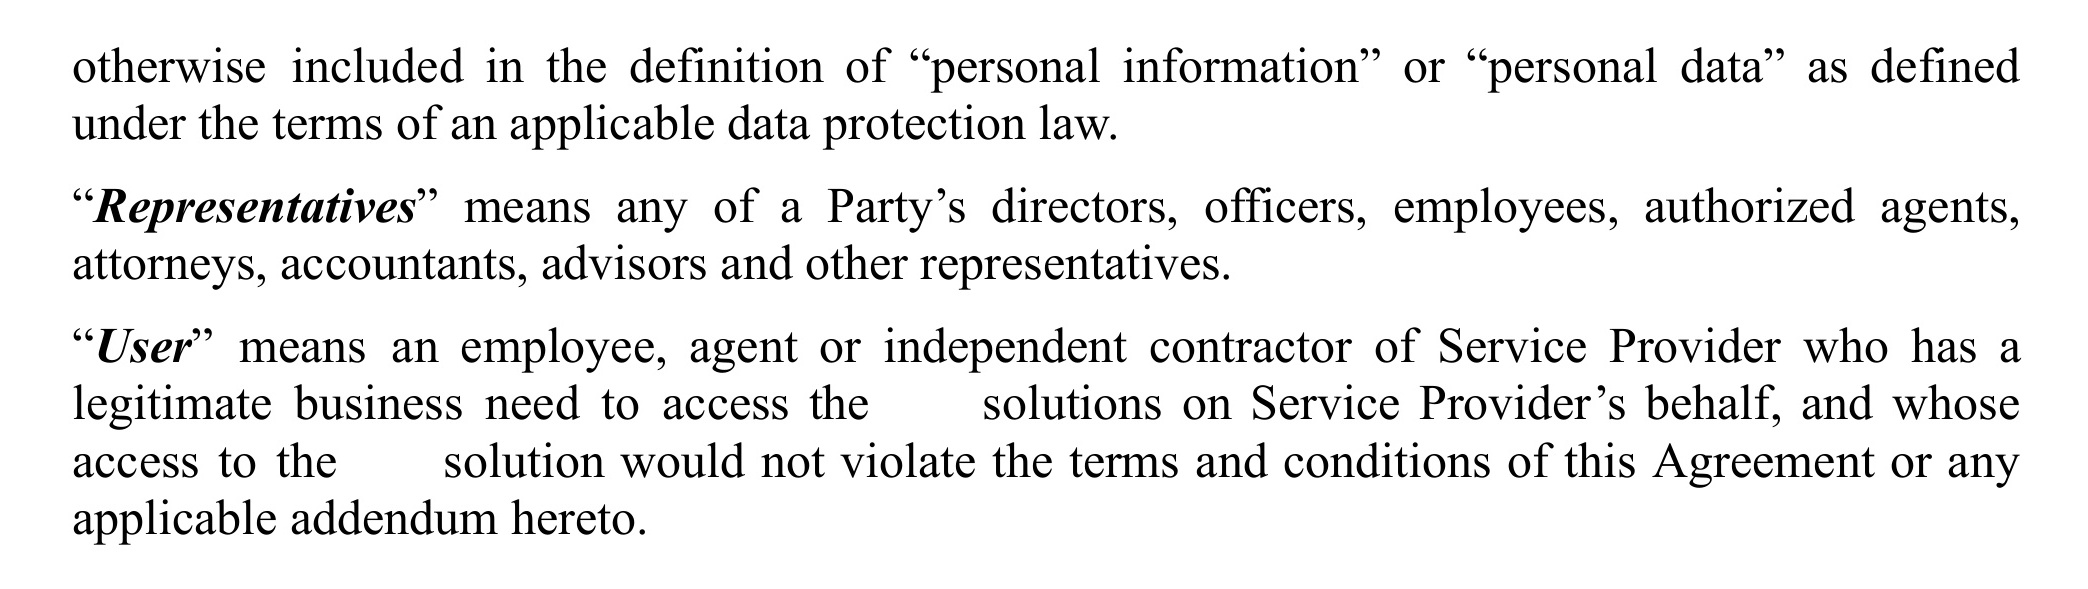 otherwise included in the definition of “personal information” or “personal data” as defined
under the terms of an applicable data protection law.
“Representatives” means any of a Party’s directors, officers, employees, authorized agents,
attorneys, accountants, advisors and other representatives.
“User” means an employee, agent or independent contractor of Service Provider who has a
legitimate business need to access the solutions on Service Provider’s behalf, and whose
access to the solution would not violate the terms and conditions of this Agreement or any
applicable addendum hereto.